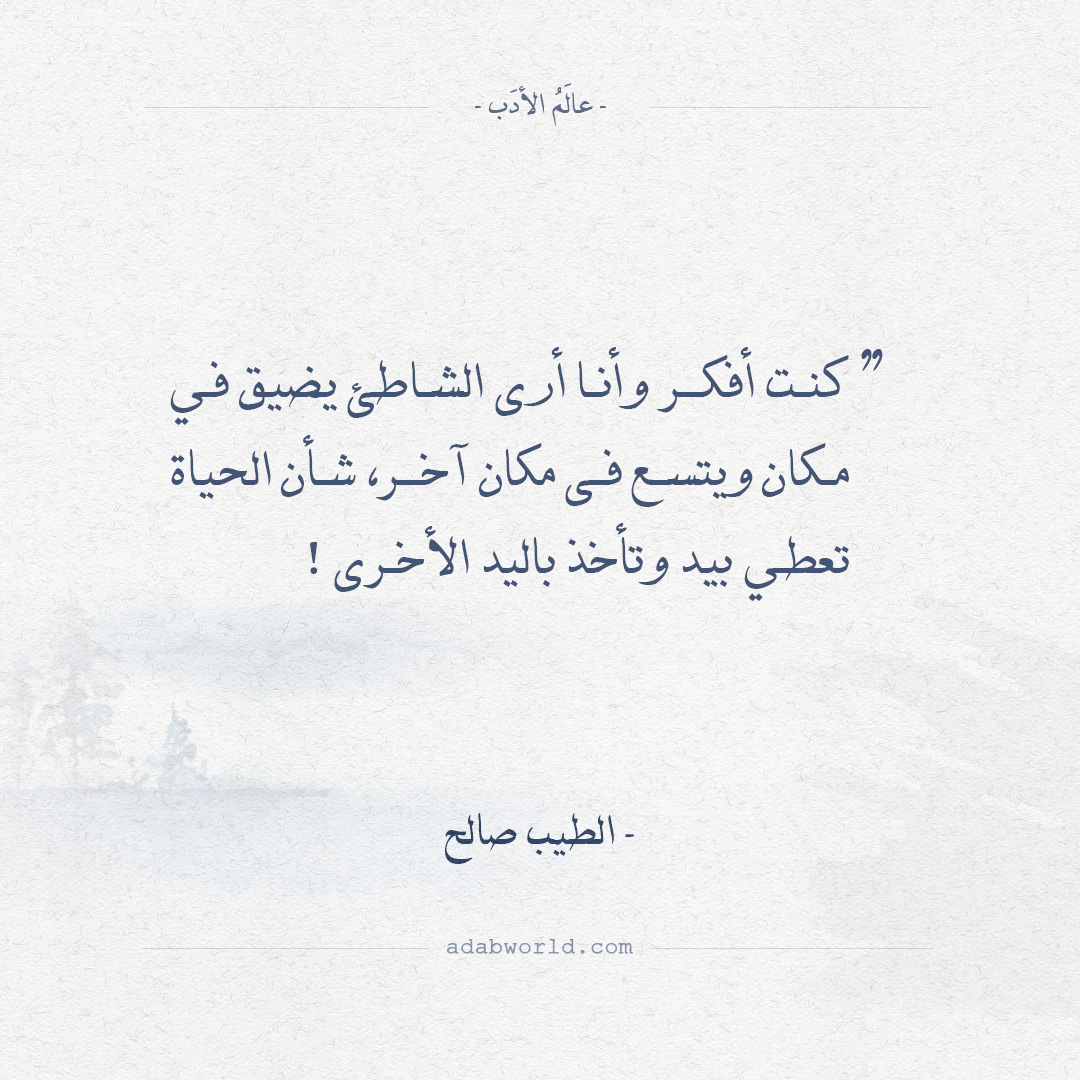 - عالَمُ الأدَب -
” كنت أفكر وأنا أرى الشاطئ يضيق في
مكان ويتسع فى مكان آخر، شأن الحياة
تعطي بيد وتأخذ باليد الأخرى !
- الطيب صالح
adabworld.com